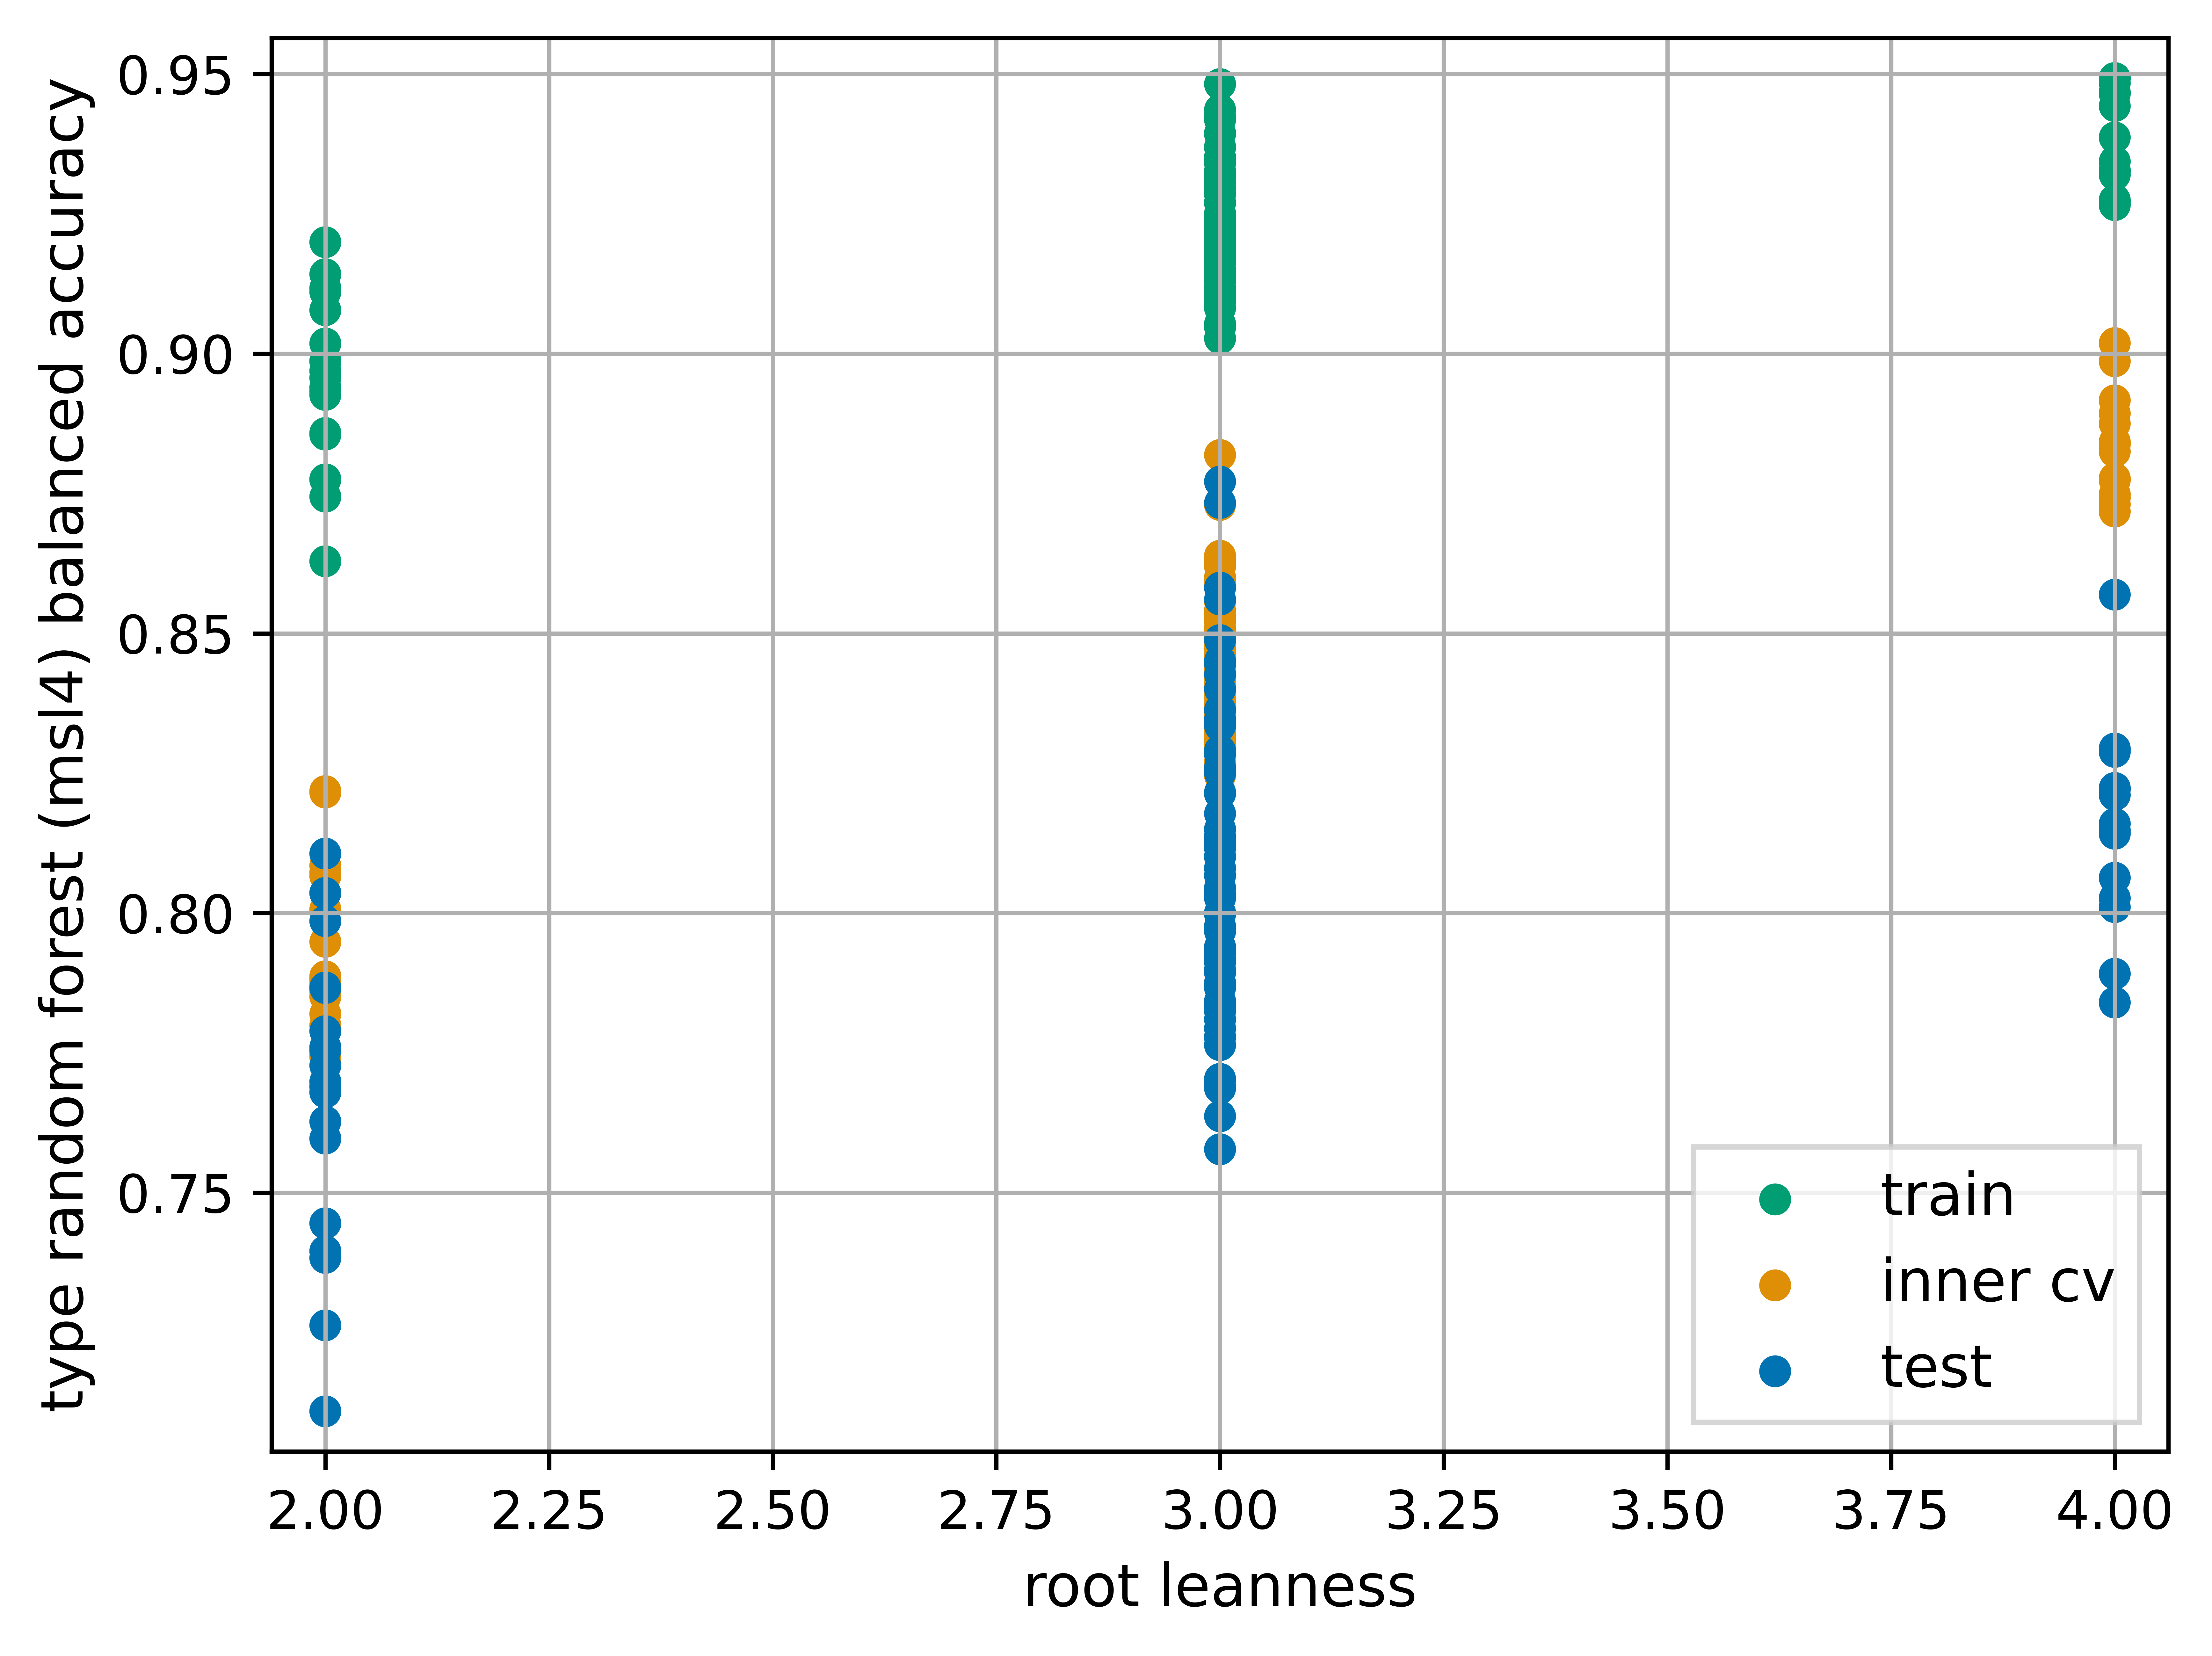 type random forest (msl4) balanced accuracy
0.95
0.90
0.85
0.80
0.75
train
inner cv
test
2.00 2.25 2.50 2.75 3.00 3.25 3.50 3.75 4.00
root leanness